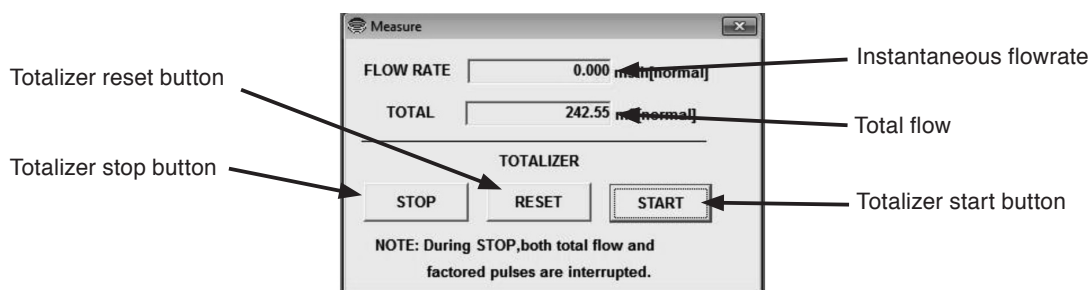 Measure
FLOW RATE 0.000
Instantaneous flowrate
Totalizer reset button
TOTAL 242.55
Total flow
Totalizer stop button
TOTALIZER
STOP RESET START
Totalizer start button
NOTE: During STOP,both total flow and
factored pulses are interrupted.